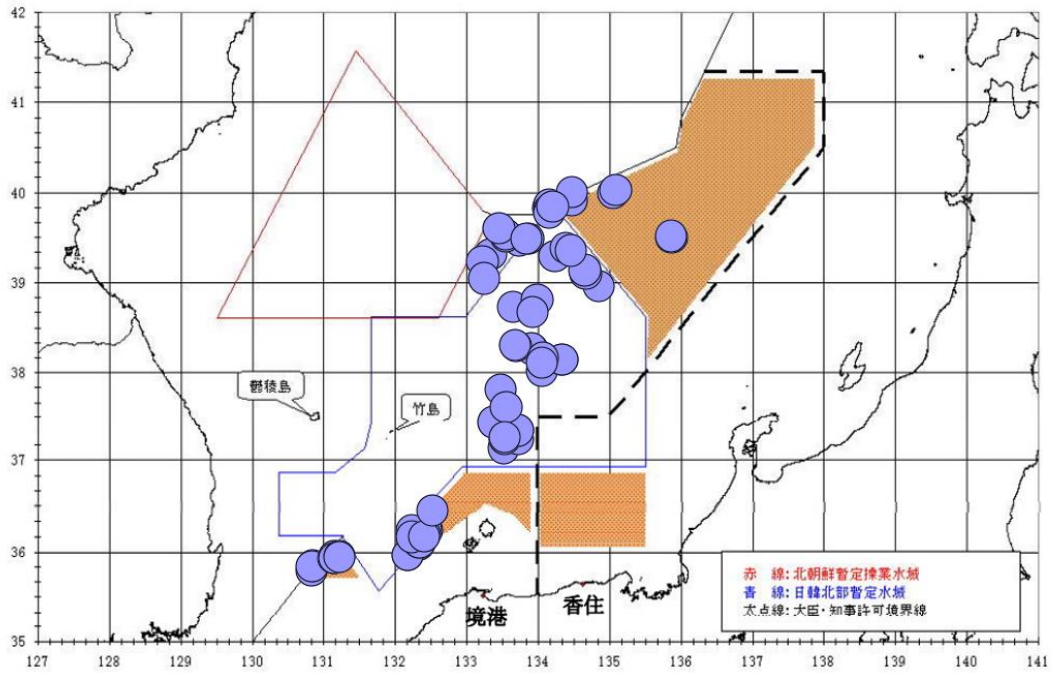 42
41
40
39
38
37
36
35
鬱稜島
竹島
境港
香住
赤 線:北朝鮮暫定操業水域
青 線:日韓北部暫定水域
太点線:大臣・知事許可境界線
127 128 129 130 131 132 133 134 135 136 137 138 139 140 141